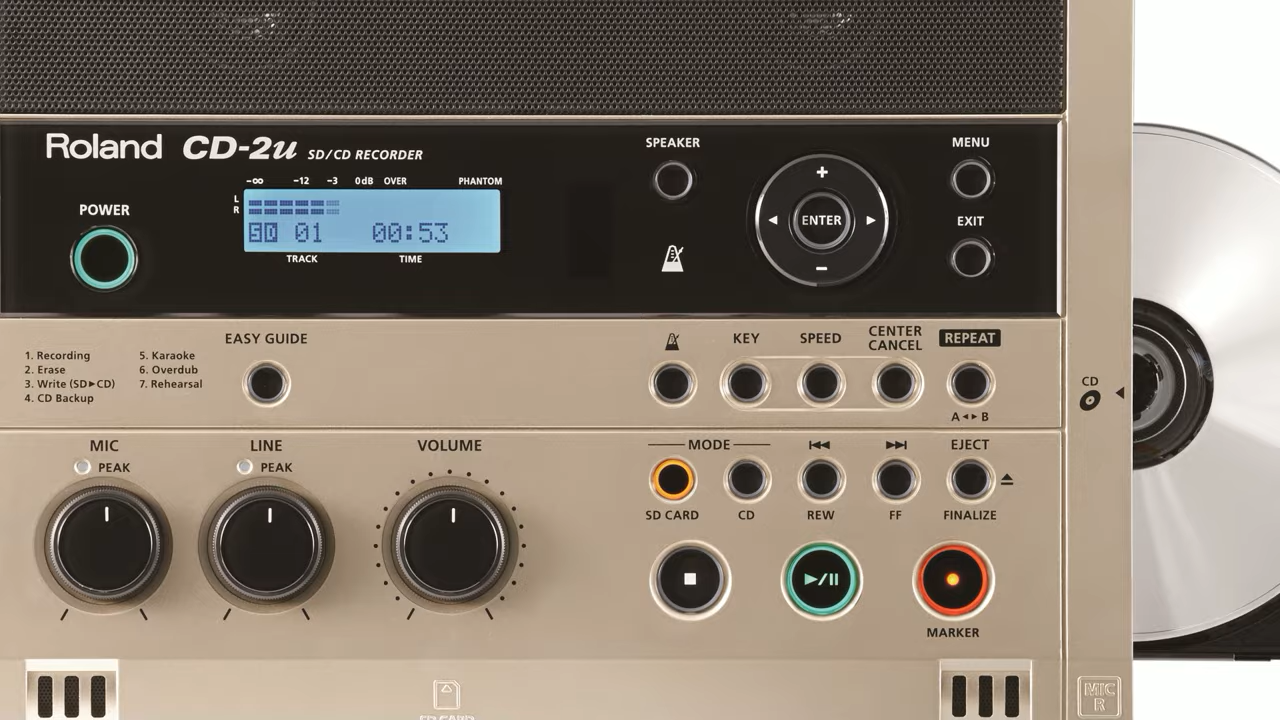 Roland CD-2u SD/CD RECORDER
SPEAKER
MENU
-∞ -12 -3 0dB OVER PHANTOM
L
R
SD 01 00:53
TRACK TIME
POWER
+
ENTER
-
EXIT
EASY GUIDE
1. Recording
2. Erase
3. Write (SD▶CD)
4. CD Backup
5. Karaoke
6. Overdub
7. Rehearsal
KEY
SPEED
CENTER
CANCEL
REPEAT
A◀▶B
CD
MIC
PEAK
LINE
PEAK
VOLUME
MODE
SD CARD
CD
REW
FF
EJECT
FINALIZE
MARKER
SD CARD
MIC
R